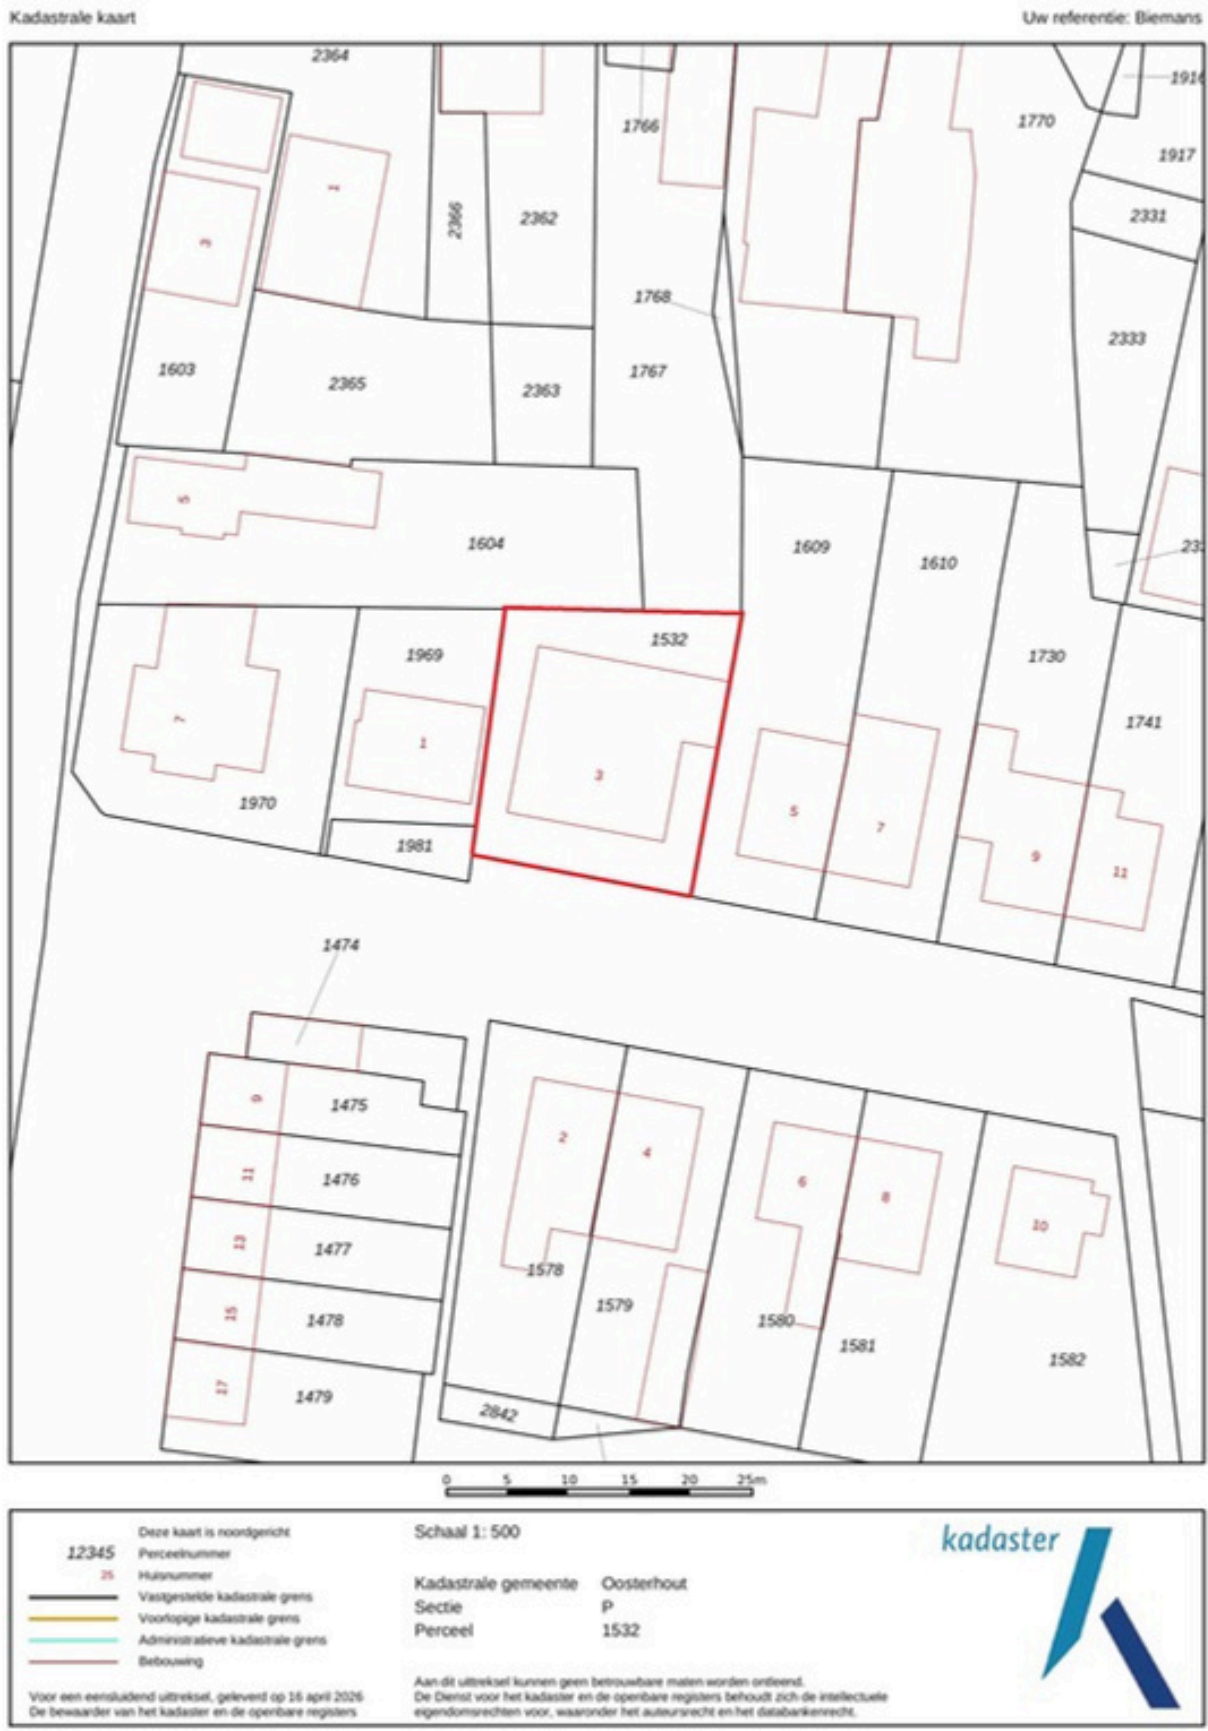 Kadastrale kaart
Uw referentie: Biemans
2364
1916
1766
1770
1917
1
2366
2362
2331
3
1768
2333
1603
2365
2363
1767
5
1604
1609
1610
1532
1969
1730
7
1
3
1741
1970
5
7
1981
9
11
1474
9
1475
2
4
11
1476
6
8
10
13
1477
1578
15
1478
1579
1580
1581
1582
17
1479
2842
0 5 10 15 20 25m
Deze kaart is noordgericht
12345 Perceelnummer
25 Huisnummer
Vastgestelde kadastrale grens
Voorlopige kadastrale grens
Administratieve kadastrale grens
Bebouwing
Voor een eensluidend uittreksel, geleverd op 16 april 2026
De bewaarder van het kadaster en de openbare registers
Schaal 1: 500
Kadastrale gemeente Oosterhout
Sectie P
Perceel 1532
Aan dit uittreksel kunnen geen betrouwbare maten worden ontleend.
De Dienst voor het kadaster en de openbare registers behoudt zich de intellectuele
eigendomsrechten voor, waaronder het auteursrecht en het databankenrecht.
kadaster